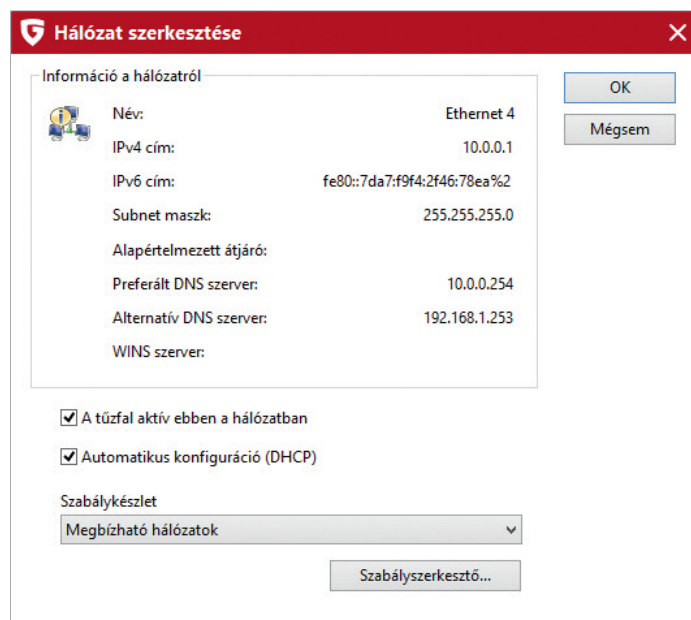 Hálózat szerkesztése
Információ a hálózatról
OK
Mégsem
Név: Ethernet 4
IPv4 cím: 10.0.0.1
IPv6 cím: fe80::7da7:f9f4:2f46:78ea%2
Subnet maszk: 255.255.255.0
Alapértelmezett átjáró:
Preferált DNS szerver: 10.0.0.254
Alternatív DNS szerver: 192.168.1.253
WINS szerver:
A tűzfal aktív ebben a hálózatban
Automatikus konfiguráció (DHCP)
Szabálykészlet
Megbízható hálózatok
Szabályszerkesztő...